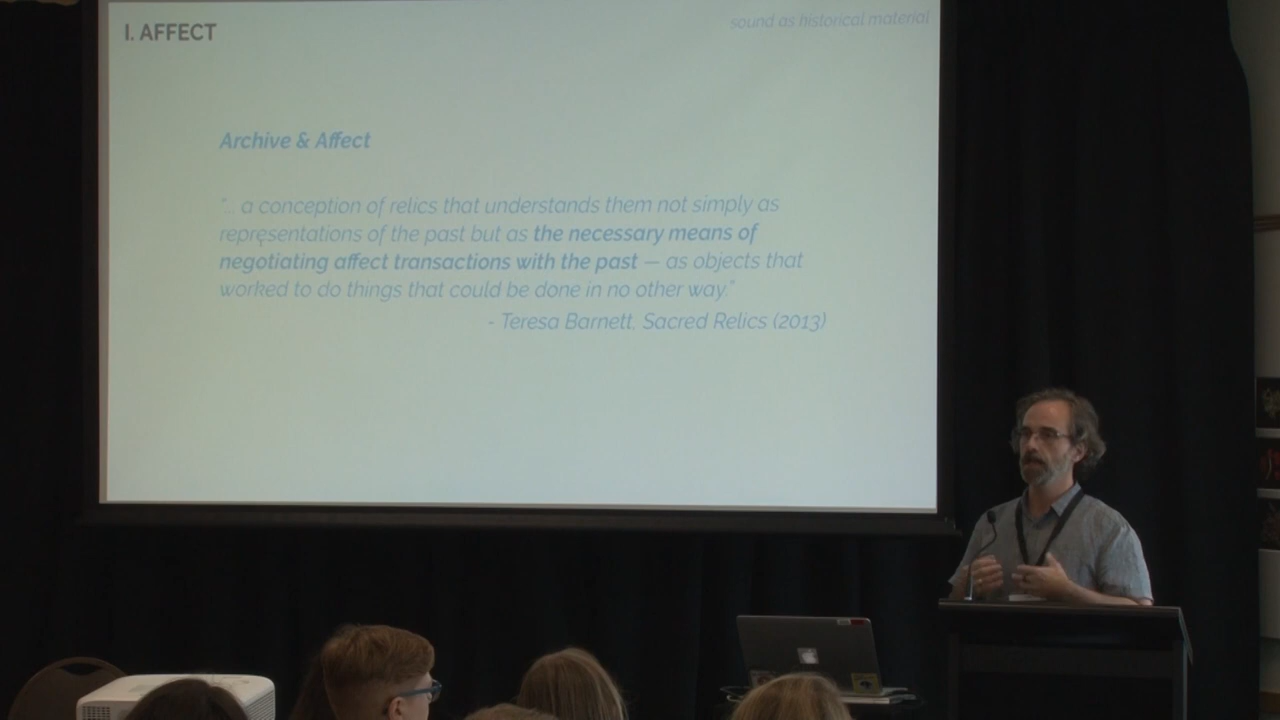 I. AFFECT
sound as historical material
Archive & Affect
"... a conception of relics that understands them not simply as
representations of the past but as the necessary means of
negotiating affect transactions with the past — as objects that
worked to do things that could be done in no other way."
- Teresa Barnett, Sacred Relics (2013)